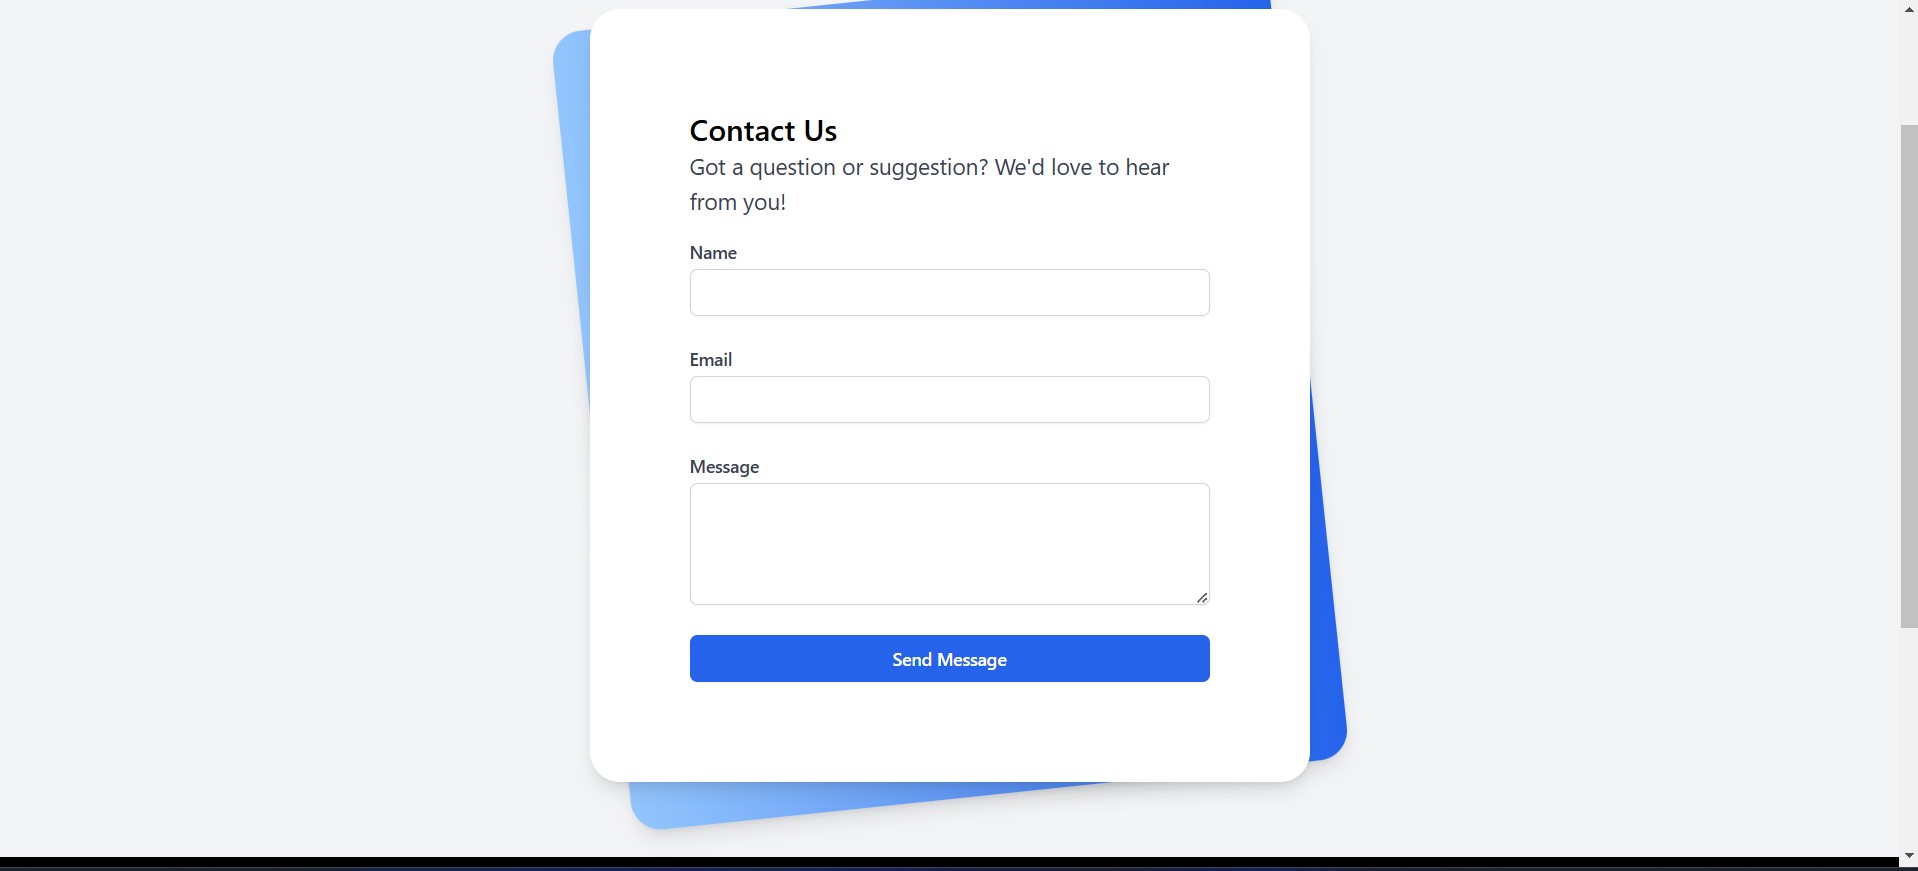 Contact Us
Got a question or suggestion? We'd love to hear
from you!
Name
Email
Message
Send Message